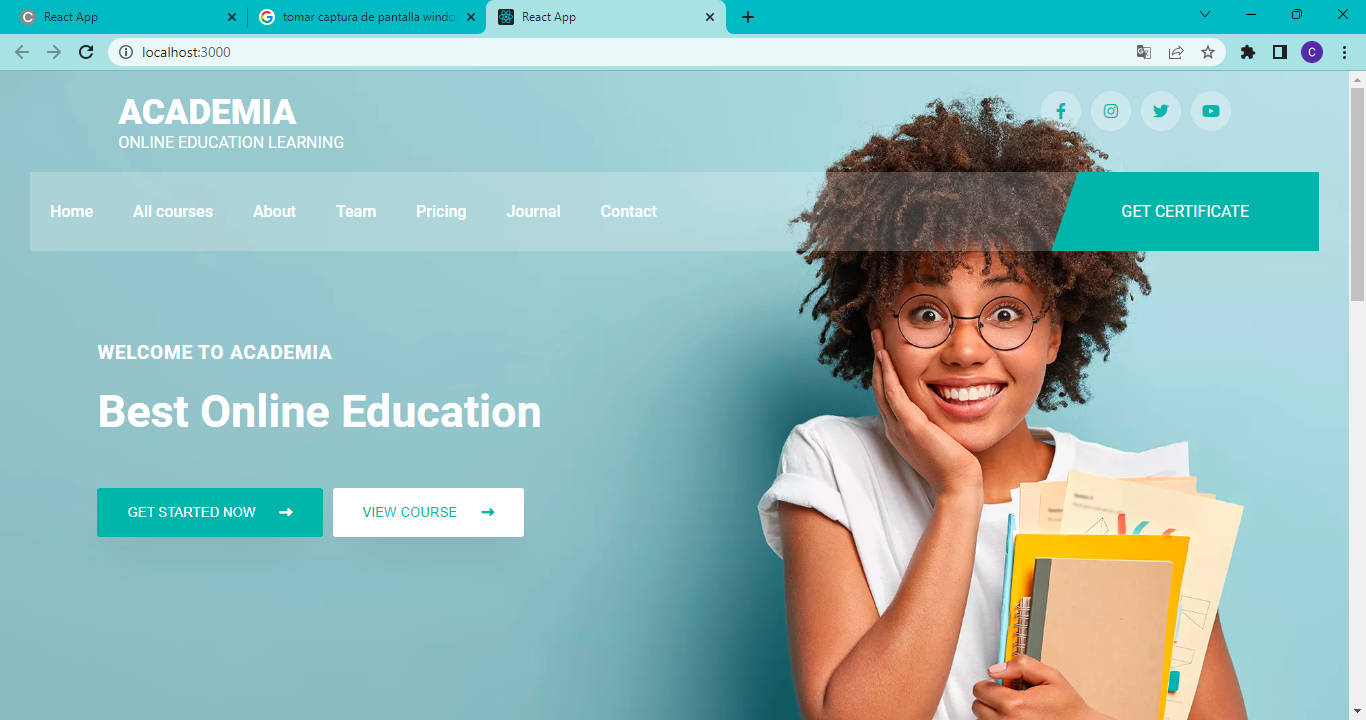 React App
tomar captura de pantalla windo
React App
localhost:3000
C
ACADEMIA
ONLINE EDUCATION LEARNING
Home All courses About Team Pricing Journal Contact GET CERTIFICATE
WELCOME TO ACADEMIA
Best Online Education
GET STARTED NOW VIEW COURSE